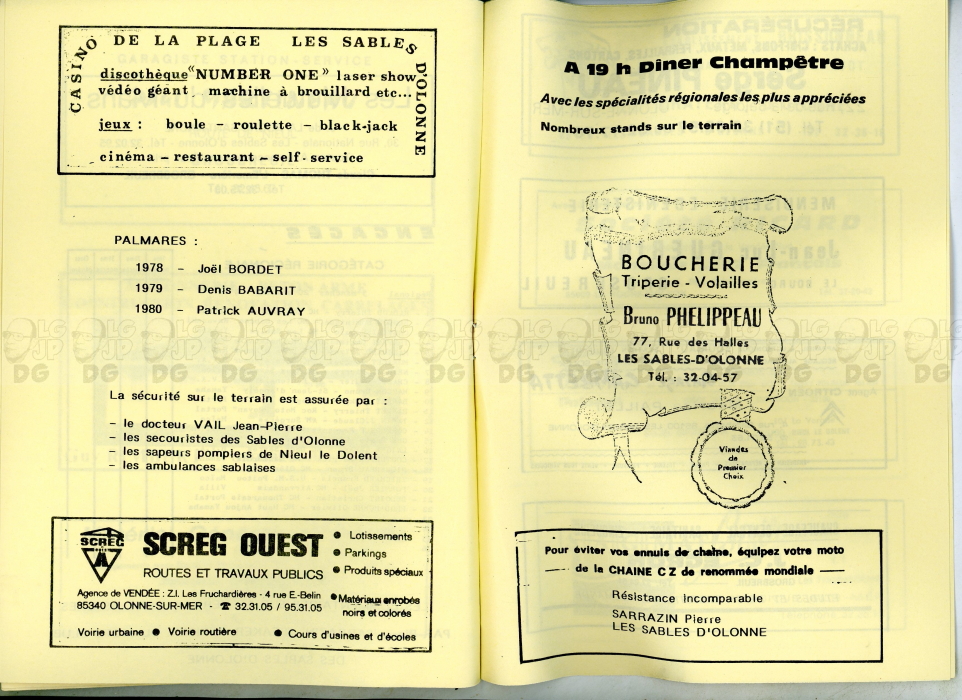 CASINO DE LA PLAGE LES SABLES D'OLONNE
discothèque "NUMBER ONE" laser show
védéo géant machine à brouillard etc...
jeux : boule - roulette - black-jack
cinéma - restaurant - self-service
PALMARES :
1978 - Joël BORDET
1979 - Denis BABARIT
1980 - Patrick AUVRAY
La sécurité sur le terrain est assurée par :
- le docteur VAIL Jean-Pierre
- les secouristes des Sables d'Olonne
- les sapeurs pompiers de Nieul le Dolent
- les ambulances sablaises
SCREG
SCREG OUEST
ROUTES ET TRAVAUX PUBLICS
Agence de VENDÉE : Z.I. Les Fruchardières - 4 rue E.-Belin
85340 OLONNE-SUR-MER - ☎ 32.31.05 / 95.31.05
● Lotissements
● Parkings
● Produits spéciaux
● Matériaux enrobés
noirs et colorés
Voirie urbaine ● Voirie routière ● Cours d'usines et d'écoles
A 19 h Diner Champêtre
Avec les spécialités régionales les plus appréciées
Nombreux stands sur le terrain
BOUCHERIE
Triperie - Volailles
Bruno PHELIPPEAU
77, Rue des Halles
LES SABLES-D'OLONNE
Tél. : 32-04-57
Viandes
de
Premier
Choix
Pour éviter vos ennuis de chaîne, équipez votre moto
— de la CHAINE C Z de renommée mondiale —
Résistance incomparable
SARRAZIN Pierre
LES SABLES D'OLONNE
LG JP DG